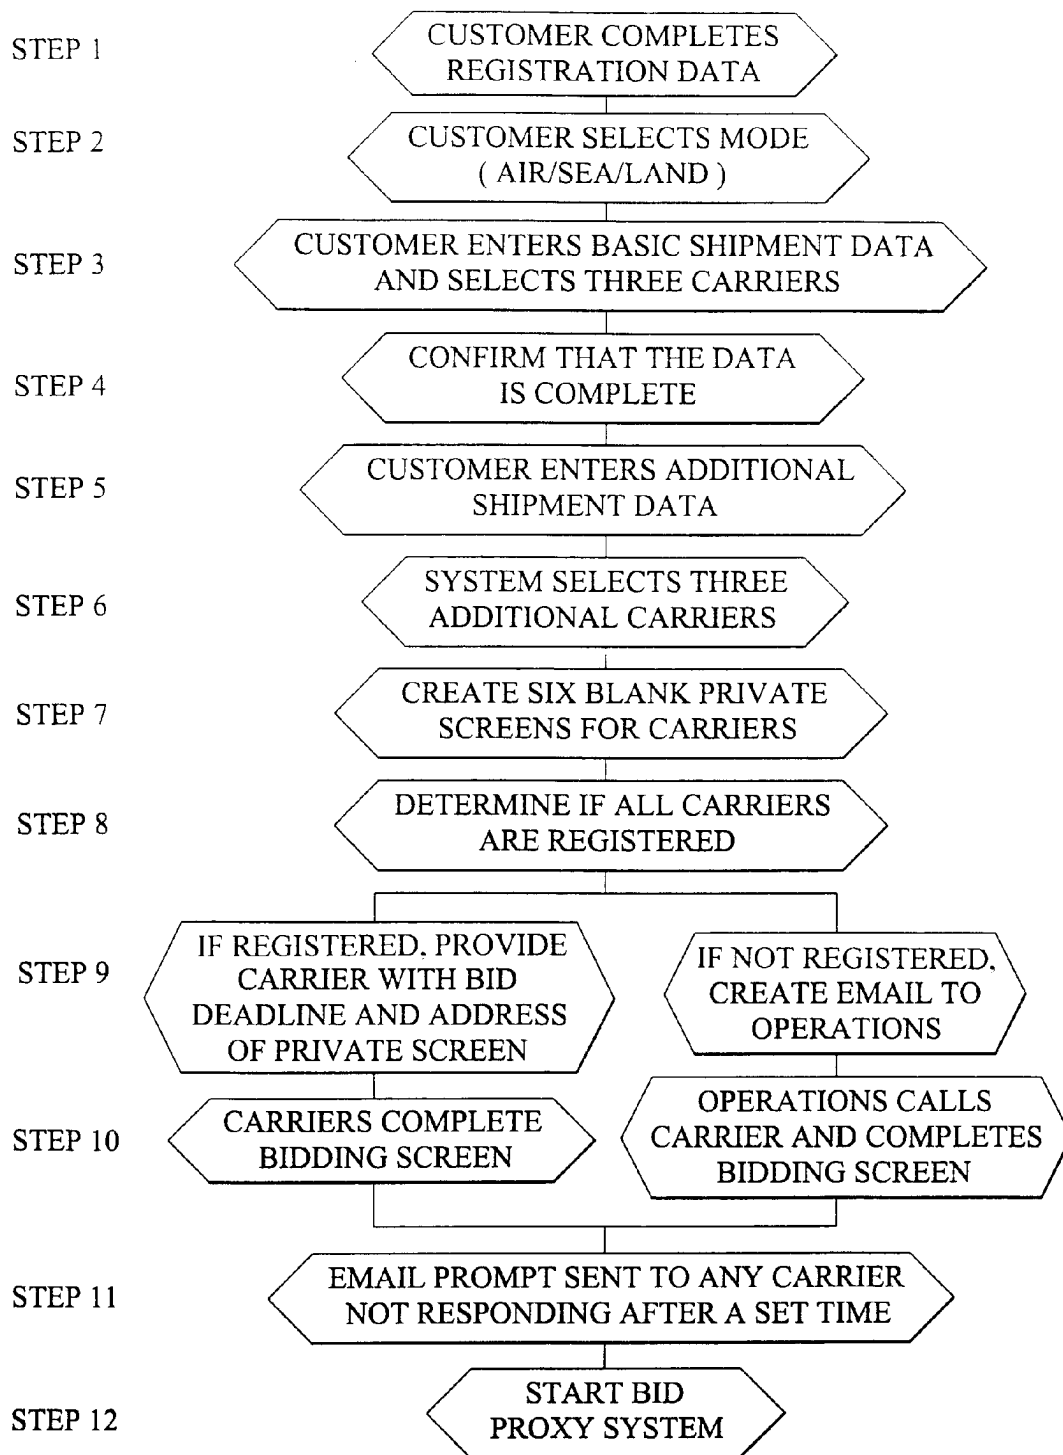 STEP 1
CUSTOMER COMPLETES
REGISTRATION DATA
STEP 2
CUSTOMER SELECTS MODE
( AIR/SEA/LAND )
STEP 3
CUSTOMER ENTERS BASIC SHIPMENT DATA
AND SELECTS THREE CARRIERS
STEP 4
CONFIRM THAT THE DATA
IS COMPLETE
STEP 5
CUSTOMER ENTERS ADDITIONAL
SHIPMENT DATA
STEP 6
SYSTEM SELECTS THREE
ADDITIONAL CARRIERS
STEP 7
CREATE SIX BLANK PRIVATE
SCREENS FOR CARRIERS
STEP 8
DETERMINE IF ALL CARRIERS
ARE REGISTERED
STEP 9
IF REGISTERED, PROVIDE
CARRIER WITH BID
DEADLINE AND ADDRESS
OF PRIVATE SCREEN
IF NOT REGISTERED,
CREATE EMAIL TO
OPERATIONS
STEP 10
CARRIERS COMPLETE
BIDDING SCREEN
OPERATIONS CALLS
CARRIER AND COMPLETES
BIDDING SCREEN
STEP 11
EMAIL PROMPT SENT TO ANY CARRIER
NOT RESPONDING AFTER A SET TIME
STEP 12
START BID
PROXY SYSTEM